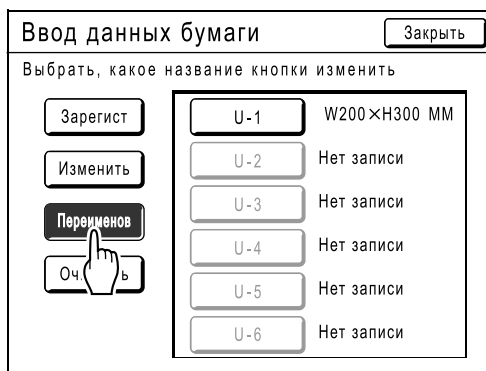 Ввод данных бумаги
Закрыть
Выбрать, какое название кнопки изменить
Зарегист
Изменить
Переименов
U-1 W200×H300 MM
U-2 Нет записи
U-3 Нет записи
U-4 Нет записи
U-5 Нет записи
U-6 Нет записи